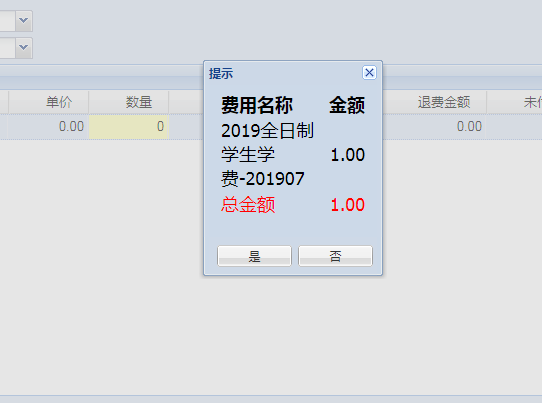 提示
单价 数量 退费金额
0.00 0 0.00
费用名称 金额
2019全日制
学生学 1.00
费-201907
总金额 1.00
是 否